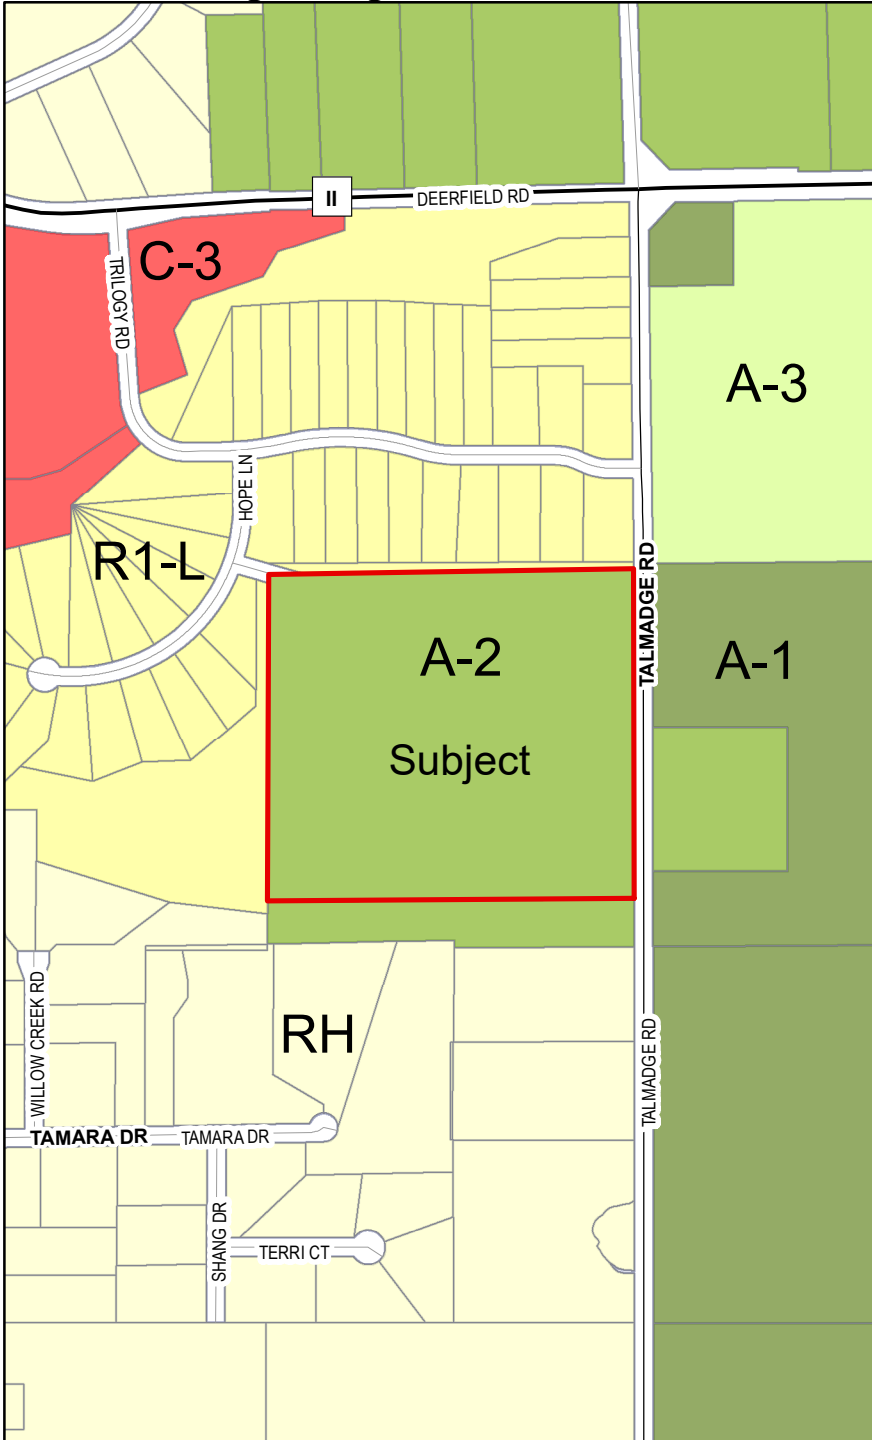 II
DEERFIELD RD
C-3
TRILOGY RD
A-3
HOPE LN
R1-L
TALMADGE RD
A-2
A-1
Subject
WILLOW CREEK RD
RH
TALMADGE RD
TAMARA DR
TAMARA DR
SHANG DR
TERRI CT